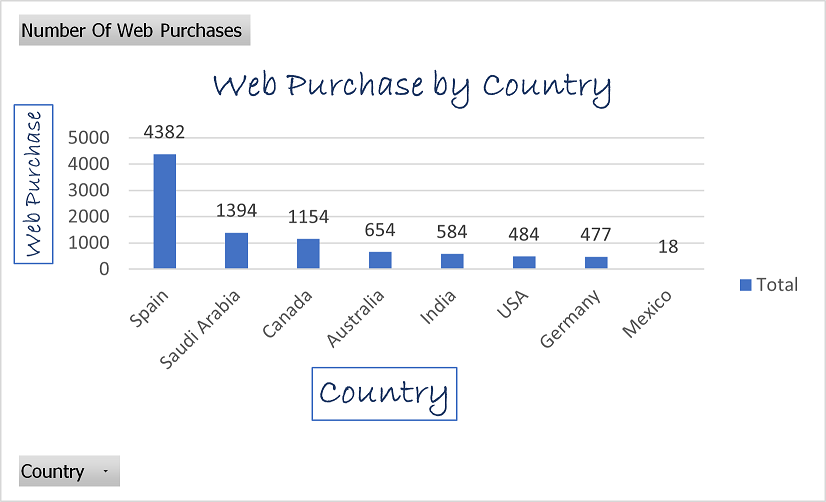 Number Of Web Purchases
Web Purchase by Country
Web Purchase
5000
4000
3000
2000
1000
0
4382
1394
1154
654
584
484
477
18
Spain
Saudi Arabia
Canada
Australia
India
USA
Germany
Mexico
Total
Country
Country